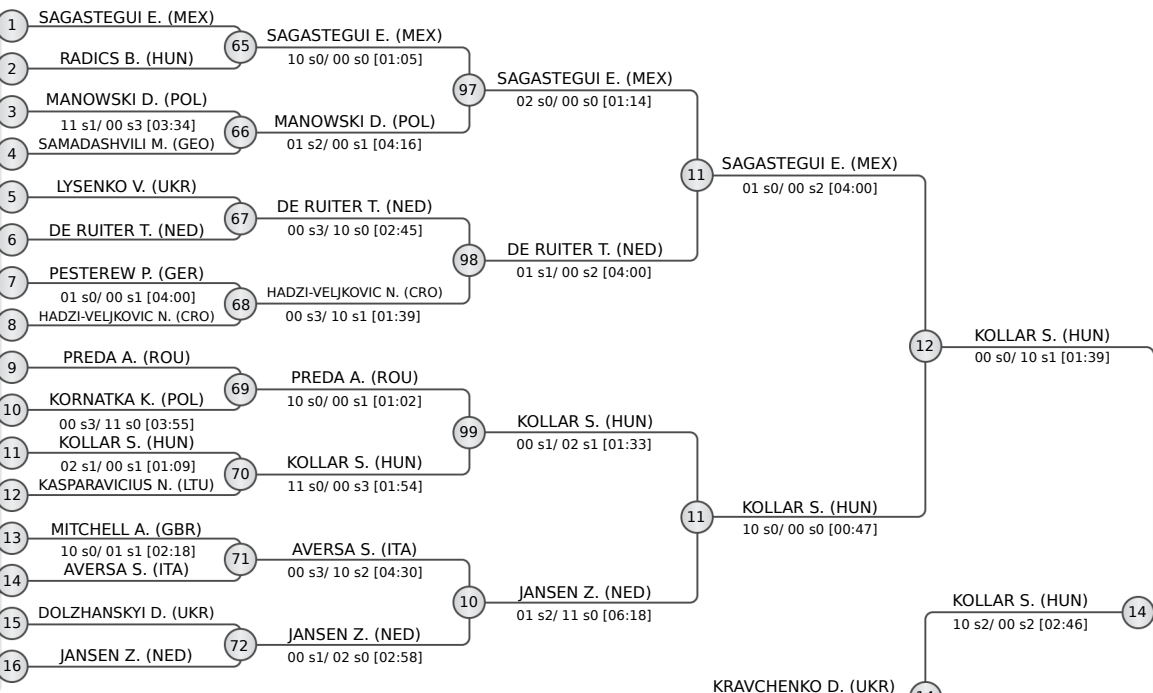 1
SAGASTEGUI E. (MEX)
2
RADICS B. (HUN)
65
SAGASTEGUI E. (MEX)
10 s0/ 00 s0 [01:05]
3
MANOWSKI D. (POL)
11 s1/ 00 s3 [03:34]
4
SAMADASHVILI M. (GEO)
66
MANOWSKI D. (POL)
01 s2/ 00 s1 [04:16]
97
SAGASTEGUI E. (MEX)
02 s0/ 00 s0 [01:14]
5
LYSENKO V. (UKR)
6
DE RUITER T. (NED)
67
DE RUITER T. (NED)
00 s3/ 10 s0 [02:45]
7
PESTEREW P. (GER)
01 s0/ 00 s1 [04:00]
8
HADZI-VELJKOVIC N. (CRO)
68
HADZI-VELJKOVIC N. (CRO)
00 s3/ 10 s1 [01:39]
98
DE RUITER T. (NED)
01 s1/ 00 s2 [04:00]
11
SAGASTEGUI E. (MEX)
01 s0/ 00 s2 [04:00]
9
PREDA A. (ROU)
10
KORNATKA K. (POL)
00 s3/ 11 s0 [03:55]
69
PREDA A. (ROU)
10 s0/ 00 s1 [01:02]
11
KOLLAR S. (HUN)
02 s1/ 00 s1 [01:09]
12
KASPARAVICIUS N. (LTU)
70
KOLLAR S. (HUN)
11 s0/ 00 s3 [01:54]
99
KOLLAR S. (HUN)
00 s1/ 02 s1 [01:33]
13
MITCHELL A. (GBR)
10 s0/ 01 s1 [02:18]
14
AVERSA S. (ITA)
71
AVERSA S. (ITA)
00 s3/ 10 s2 [04:30]
15
DOLZHANSKYI D. (UKR)
16
JANSEN Z. (NED)
72
JANSEN Z. (NED)
00 s1/ 02 s0 [02:58]
10
JANSEN Z. (NED)
01 s2/ 11 s0 [06:18]
11
KOLLAR S. (HUN)
10 s0/ 00 s0 [00:47]
12
KOLLAR S. (HUN)
00 s0/ 10 s1 [01:39]
KOLLAR S. (HUN)
10 s2/ 00 s2 [02:46]
14
KRAVCHENKO D. (UKR)